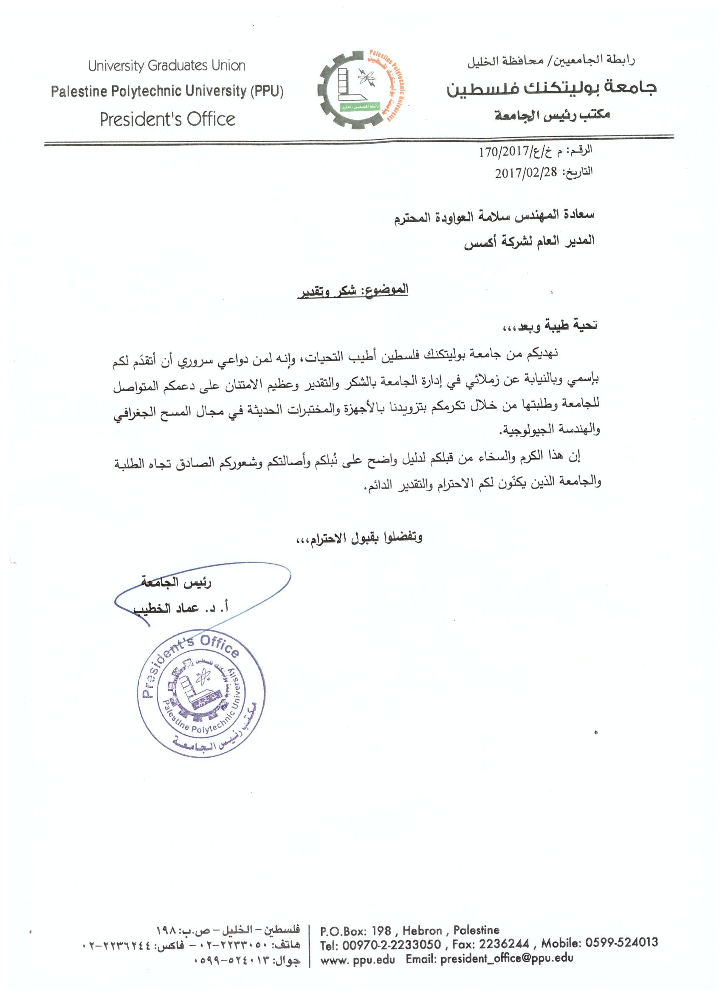 University Graduates Union
Palestine Polytechnic University (PPU)
President's Office
Palestine Polytechnic University
جامعة بوليتكنك فلسطين
رابطة الجامعيين - الخليل
رابطة الجامعيين/ محافظة الخليل
جامعة بوليتكنك فلسطين
مكتب رئيس الجامعة
الرقم: م خ/ع/170/2017
التاريخ: 2017/02/28
سعادة المهندس سلامة العواودة المحترم
المدير العام لشركة أكسس
الموضوع: شكر وتقدير
تحية طيبة وبعد،،،
نهديكم من جامعة بوليتكنك فلسطين أطيب التحيات، وإنه لمن دواعي سروري أن أتقدّم لكم
بإسمي وبالنيابة عن زملائي في إدارة الجامعة بالشكر والتقدير وعظيم الامتنان على دعمكم المتواصل
للجامعة وطلبتها من خلال تكرمكم بتزويدنا بالأجهزة والمختبرات الحديثة في مجال المسح الجغرافي
والهندسة الجيولوجية.
إن هذا الكرم والسخاء من قبلكم لدليل واضح على نُبلكم وأصالتكم وشعوركم الصادق تجاه الطلبة
والجامعة الذين يكنّون لكم الاحترام والتقدير الدائم.
وتفضلوا بقبول الاحترام،،،
رئيس الجامعة
أ. د. عماد الخطيب
President's Office
جامعة بوليتكنك فلسطين
Palestine Polytechnic University
مكتب رئيس الجامعة
فلسطين – الخليل – ص.ب: ١٩٨
هاتف: ٢٢٣٣٠٥٠-٠٢ – فاكس: ٢٢٣٦٢٤٤-٠٢
جوال: ٥٢٤٠١٣-٠٥٩٩
P.O.Box: 198 , Hebron , Palestine
Tel: 00970-2-2233050 , Fax: 2236244 , Mobile: 0599-524013
www. ppu.edu Email: president_office@ppu.edu